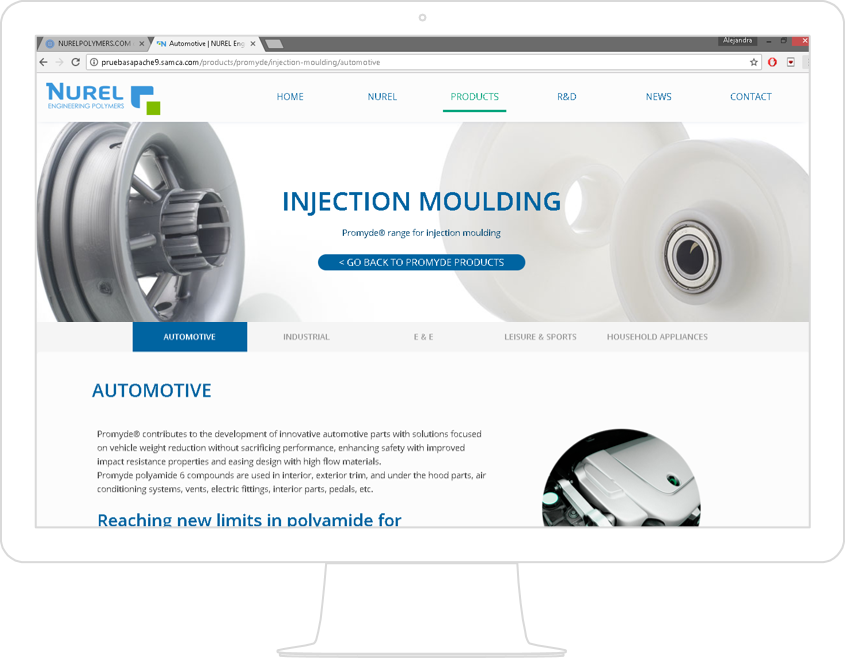 NURELPOLYMERS.COM
Automotive | NUREL Eng
Alejandra
pruebasapache9.samca.com/products/promyde/injection-moulding/automotive
NUREL
ENGINEERING POLYMERS
HOME
NUREL
PRODUCTS
R&D
NEWS
CONTACT
INJECTION MOULDING
Promyde® range for injection moulding
< GO BACK TO PROMYDE PRODUCTS
AUTOMOTIVE
INDUSTRIAL
E & E
LEISURE & SPORTS
HOUSEHOLD APPLIANCES
AUTOMOTIVE
Promyde® contributes to the development of innovative automotive parts with solutions focused
on vehicle weight reduction without sacrificing performance, enhancing safety with improved
impact resistance properties and easing design with high flow materials.
Promyde polyamide 6 compounds are used in interior, exterior trim, and under the hood parts, air
conditioning systems, vents, electric fittings, interior parts, pedals, etc.
Reaching new limits in polyamide for